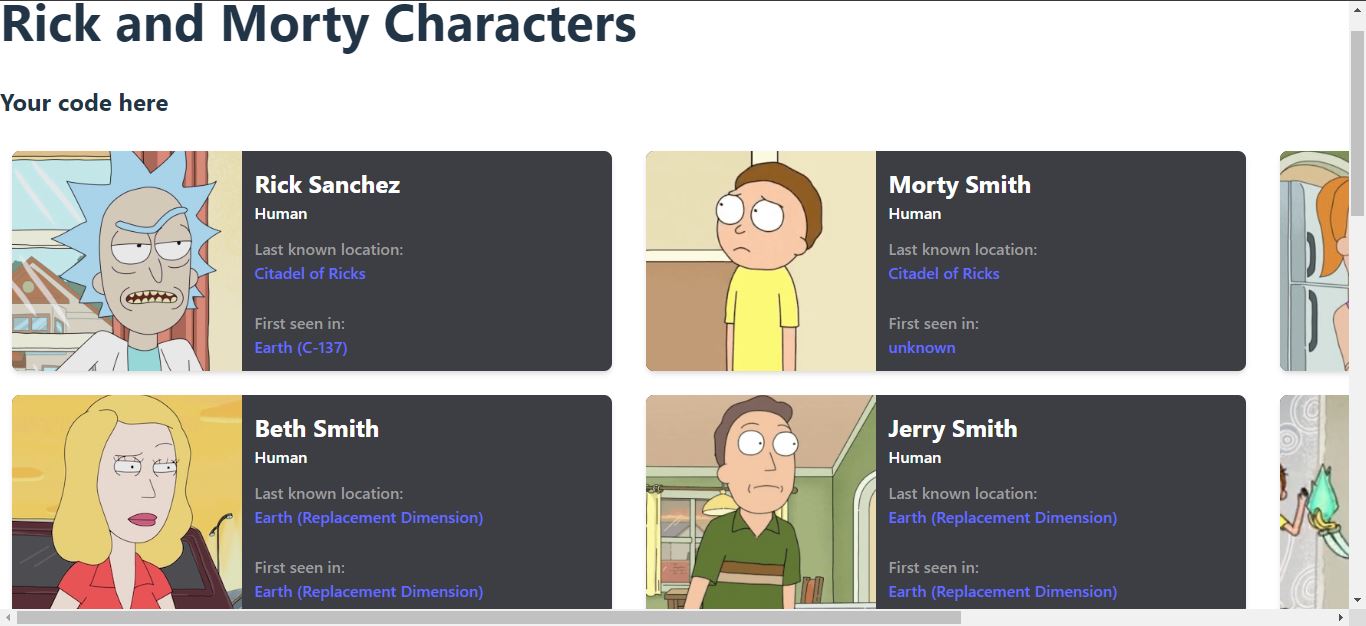 Rick and Morty Characters
Your code here
Rick Sanchez
Human
Last known location:
Citadel of Ricks
First seen in:
Earth (C-137)
Morty Smith
Human
Last known location:
Citadel of Ricks
First seen in:
unknown
Beth Smith
Human
Last known location:
Earth (Replacement Dimension)
First seen in:
Earth (Replacement Dimension)
Jerry Smith
Human
Last known location:
Earth (Replacement Dimension)
First seen in:
Earth (Replacement Dimension)